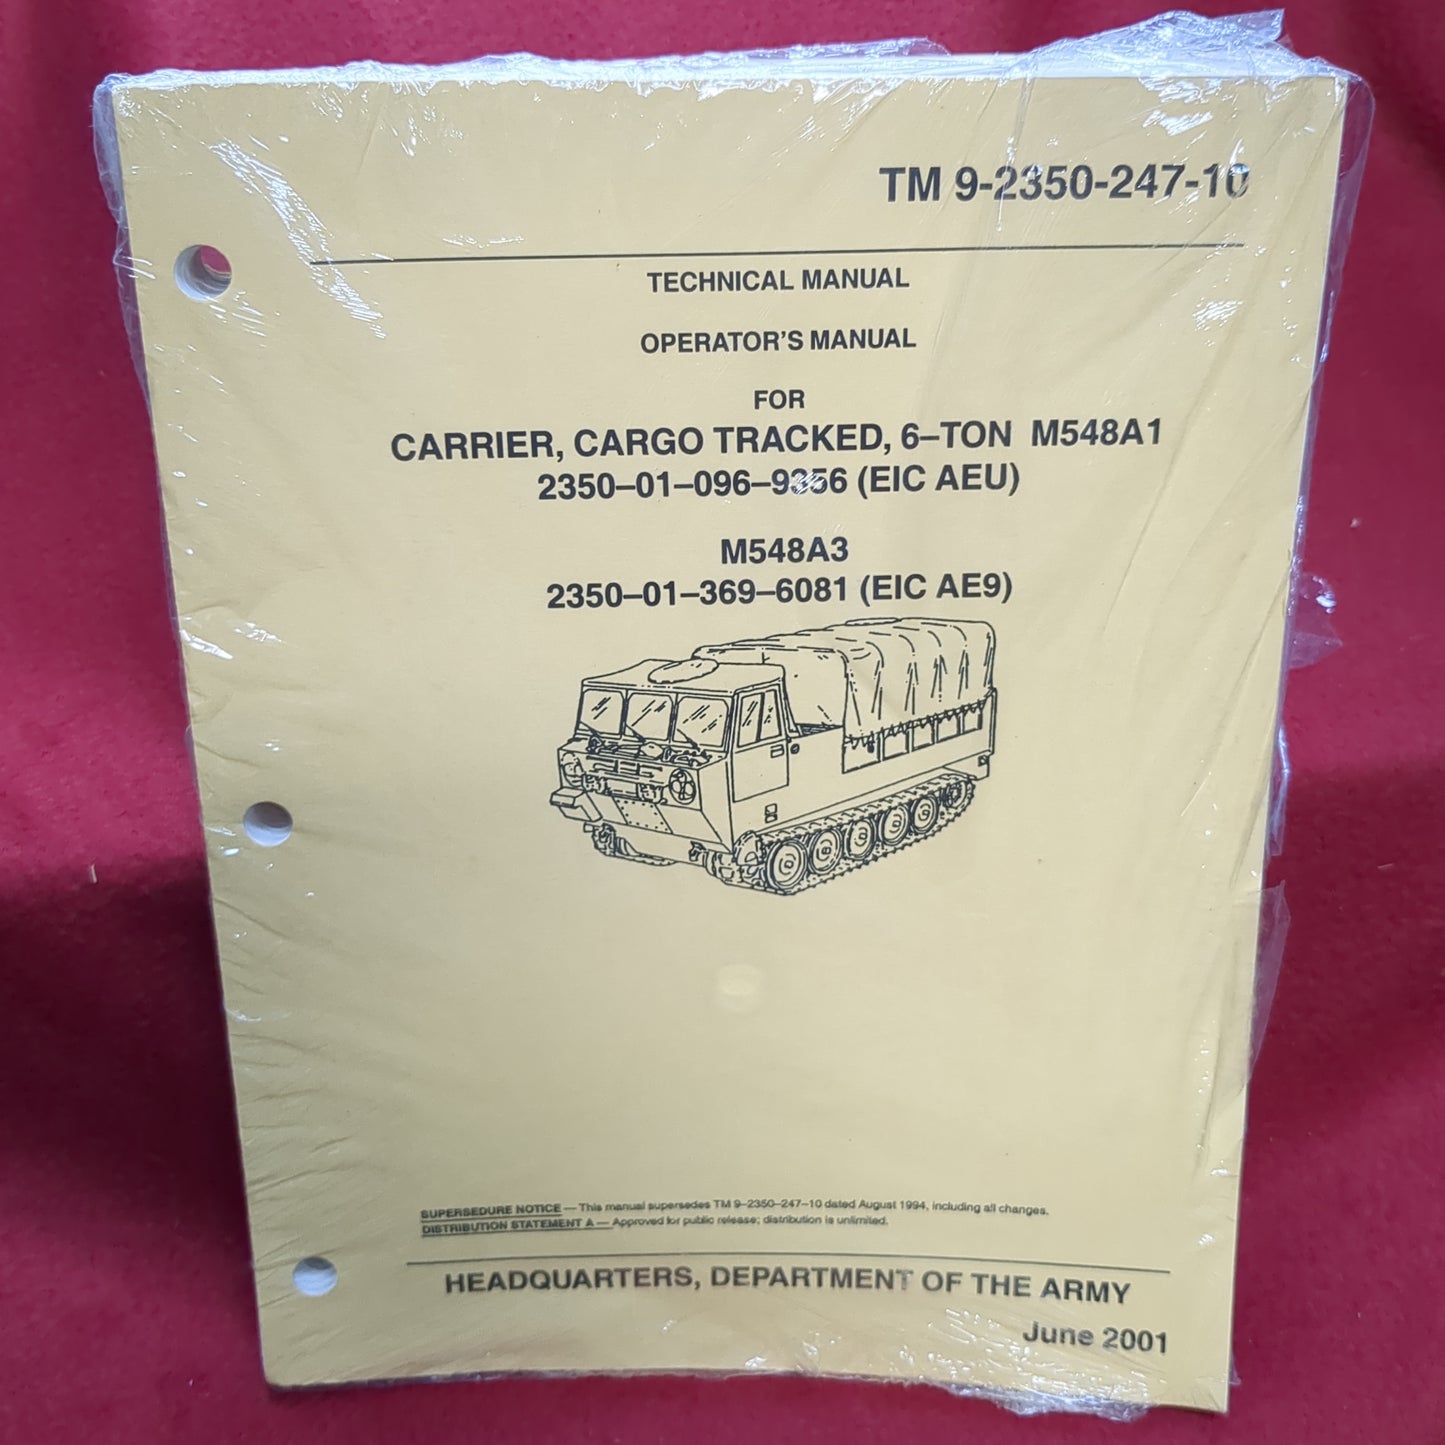 TM 9-2350-247-10
TECHNICAL MANUAL
OPERATOR'S MANUAL
FOR
CARRIER, CARGO TRACKED, 6–TON M548A1
2350–01–096–9356 (EIC AEU)
M548A3
2350–01–369–6081 (EIC AE9)
SUPERSEDURE NOTICE — This manual supersedes TM 9–2350–247–10 dated August 1994, including all changes.
DISTRIBUTION STATEMENT A — Approved for public release; distribution is unlimited.
HEADQUARTERS, DEPARTMENT OF THE ARMY
June 2001